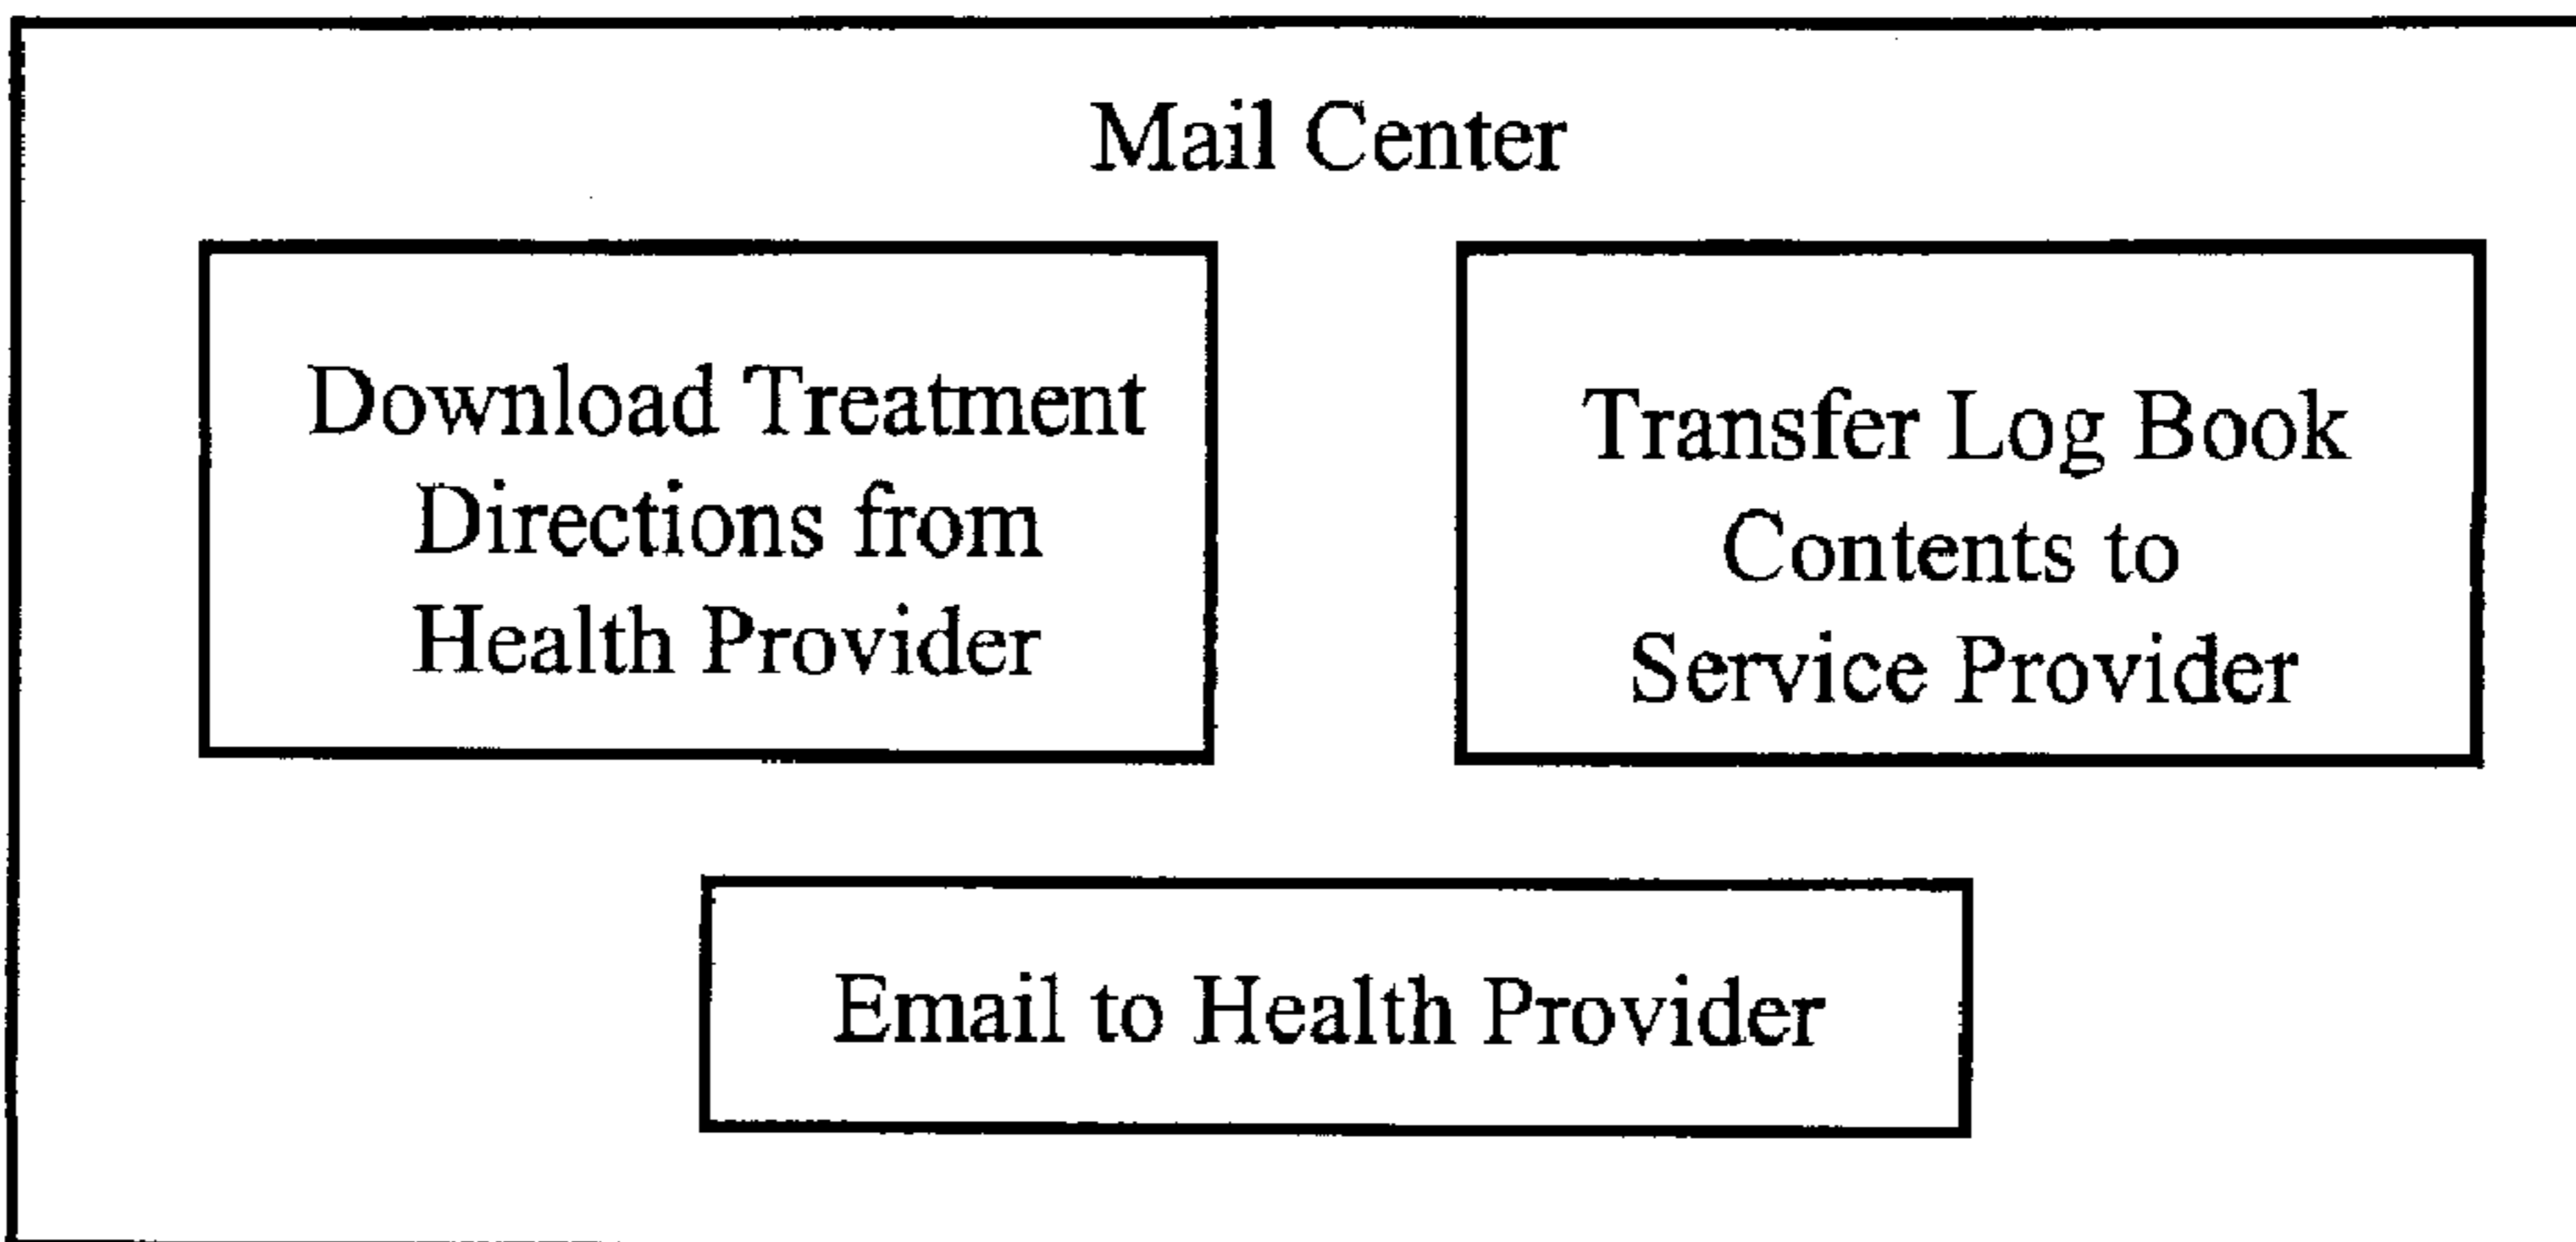 Mail Center
Download Treatment
Directions from
Health Provider
Transfer Log Book
Contents to
Service Provider
Email to Health Provider